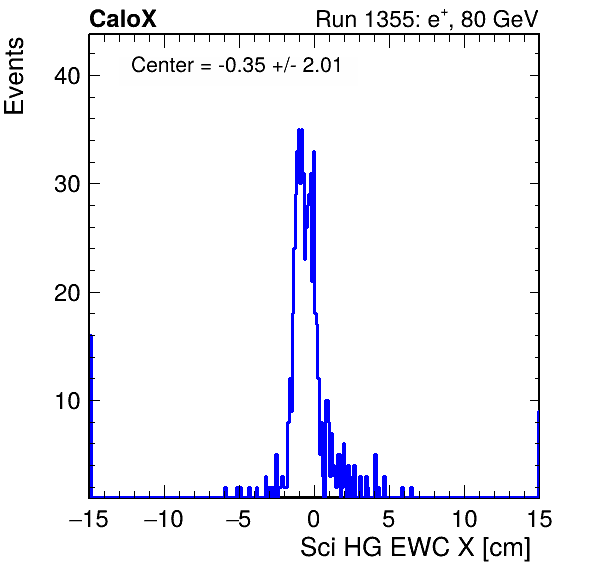 CaloX Run 1355: e⁺, 80 GeV
Events
Center = -0.35 +/- 2.01
40
30
20
10
−15 −10 −5 0 5 10 15
Sci HG EWC X [cm]